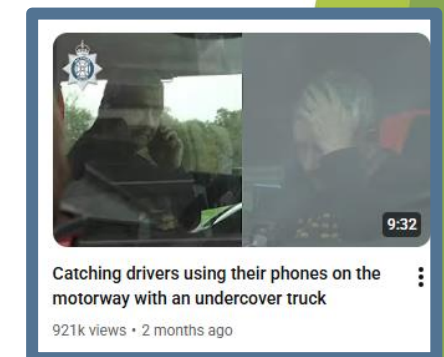 9:32
Catching drivers using their phones on the
motorway with an undercover truck
921k views • 2 months ago